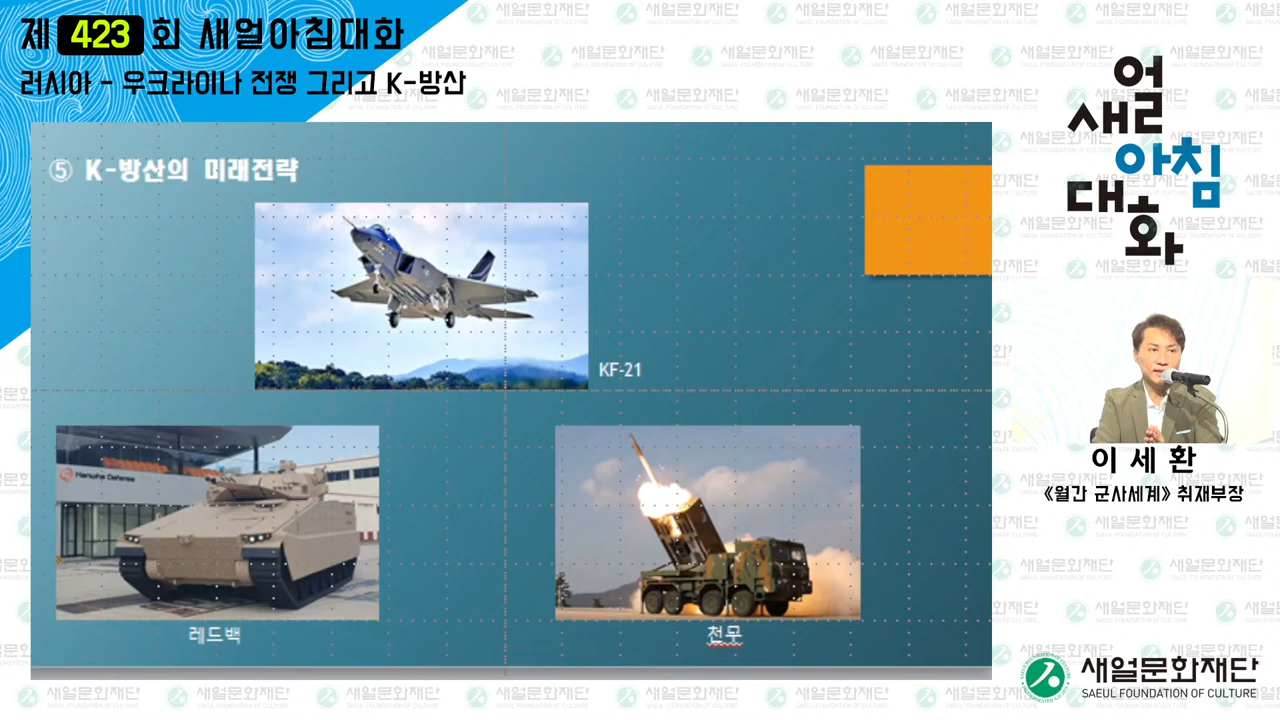 제 423 회 새얼아침대화
러시아 - 우크라이나 전쟁 그리고 K-방산
⑤ K-방산의 미래전략
KF-21
Hanwha Defense
레드백
천무
얼
새
아침
대
화
이 세 환
《월간 군사세계》 취재부장
새얼문화재단
SAEUL FOUNDATION OF CULTURE